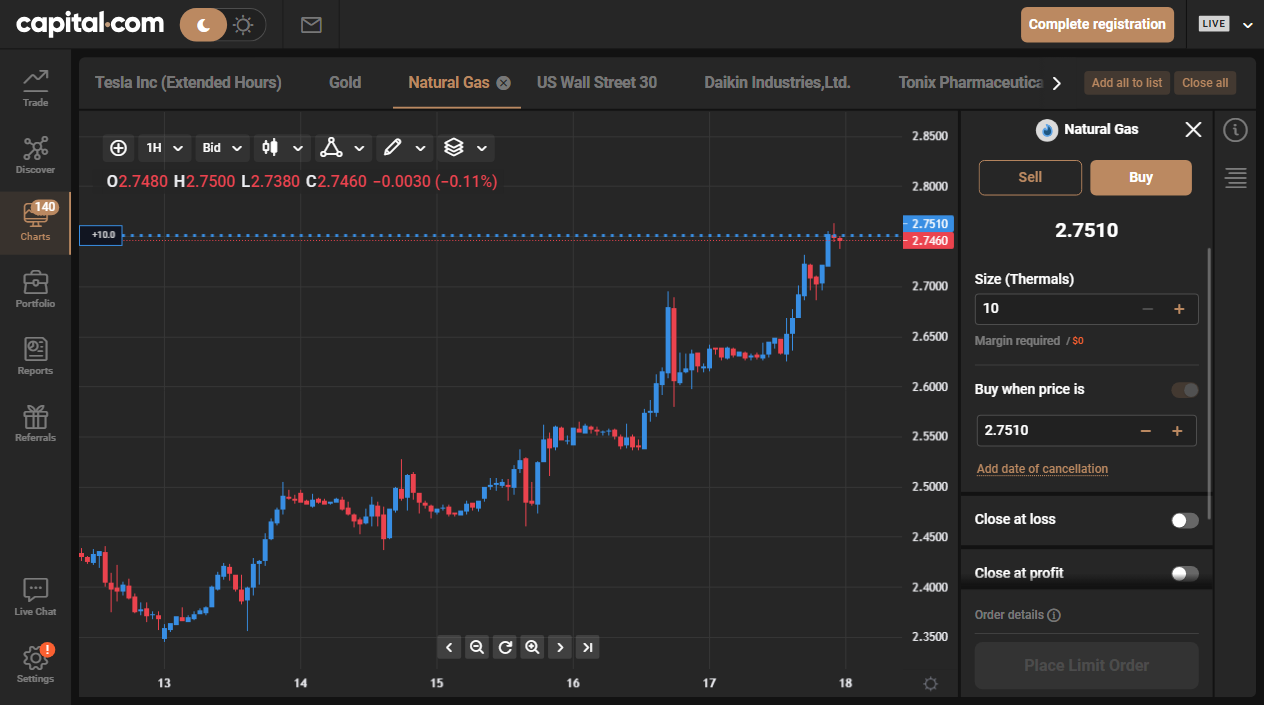 capital.com
Complete registration
LIVE
Trade
Discover
140
Charts
Portfolio
Reports
Referrals
Live Chat
!
Settings
Tesla Inc (Extended Hours)
Gold
Natural Gas
US Wall Street 30
Daikin Industries,Ltd.
Tonix Pharmaceutica
Add all to list
Close all
1H
Bid
O2.7480 H2.7500 L2.7380 C2.7460 −0.0030 (−0.11%)
+10.0
2.8500
2.8000
2.7510
2.7460
2.7000
2.6500
2.6000
2.5500
2.5000
2.4500
2.4000
2.3500
13 14 15 16 17 18
Natural Gas
Sell
Buy
2.7510
Size (Thermals)
10
Margin required / $0
Buy when price is
2.7510
Add date of cancellation
Close at loss
Close at profit
Order details
Place Limit Order